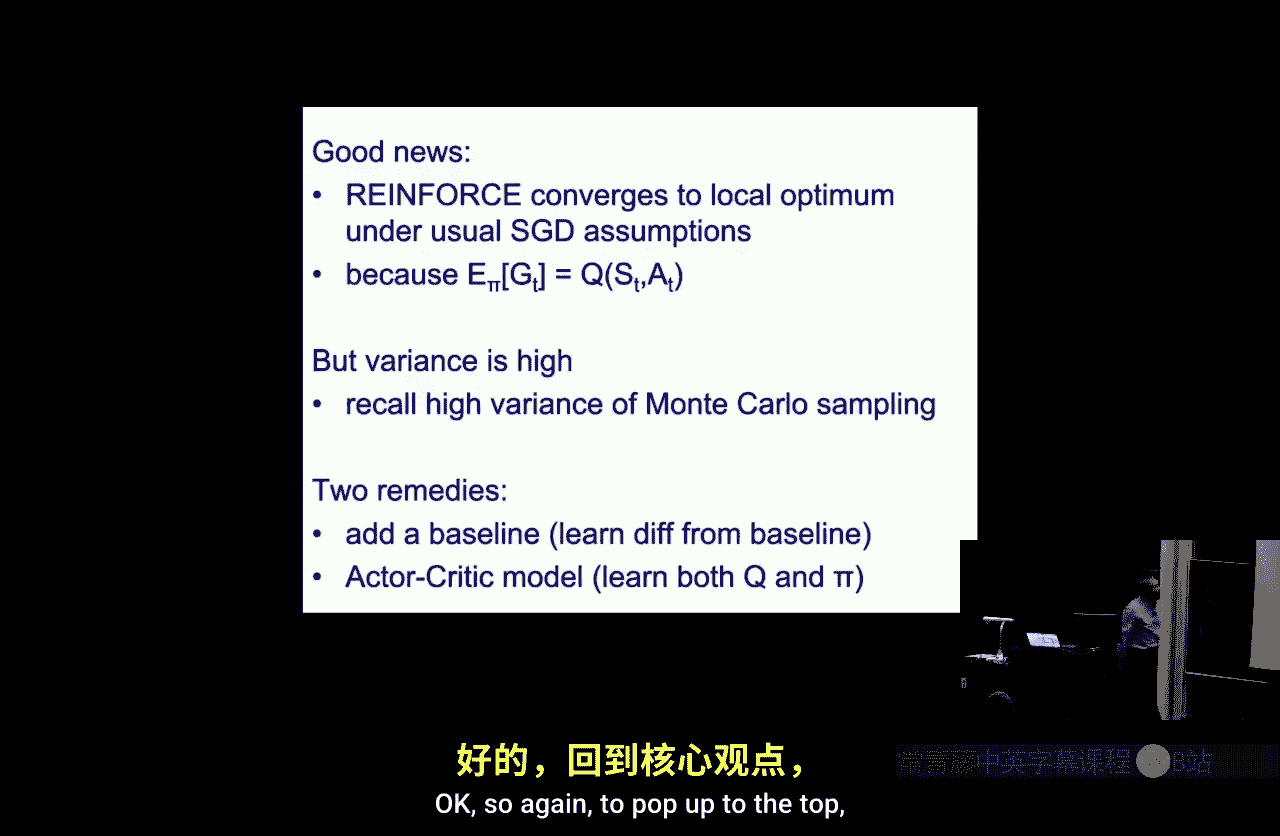 Good news:
• REINFORCE converges to local optimum
under usual SGD assumptions
• because Eπ[Gt] = Q(St,At)
But variance is high
• recall high variance of Monte Carlo sampling
Two remedies:
• add a baseline (learn diff from baseline)
• Actor-Critic model (learn both Q and π)
好的，回到核心观点，
中英字幕课程 B站
OK, so again, to pop up to the top,